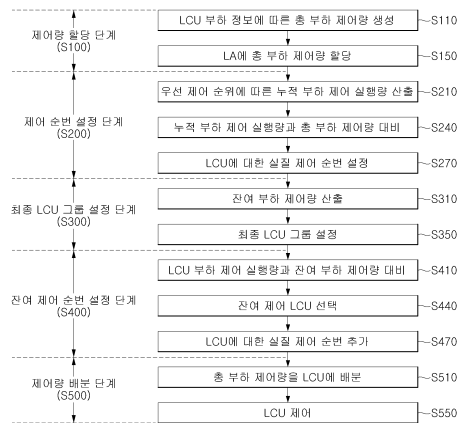 LCU 부하 정보에 따른 총 부하 제어량 생성
S110
제어량 할당 단계
(S100)
LA에 총 부하 제어량 할당
S150
우선 제어 순위에 따른 누적 부하 제어 실행량 산출
S210
제어 순번 설정 단계
(S200)
누적 부하 제어 실행량과 총 부하 제어량 대비
S240
LCU에 대한 실질 제어 순번 설정
S270
잔여 부하 제어량 산출
S310
최종 LCU 그룹 설정 단계
(S300)
최종 LCU 그룹 설정
S350
LCU 부하 제어 실행량과 잔여 부하 제어량 대비
S410
잔여 제어 순번 설정 단계
(S400)
잔여 제어 LCU 선택
S440
LCU에 대한 실질 제어 순번 추가
S470
제어량 배분 단계
(S500)
총 부하 제어량을 LCU에 배분
S510
LCU 제어
S550